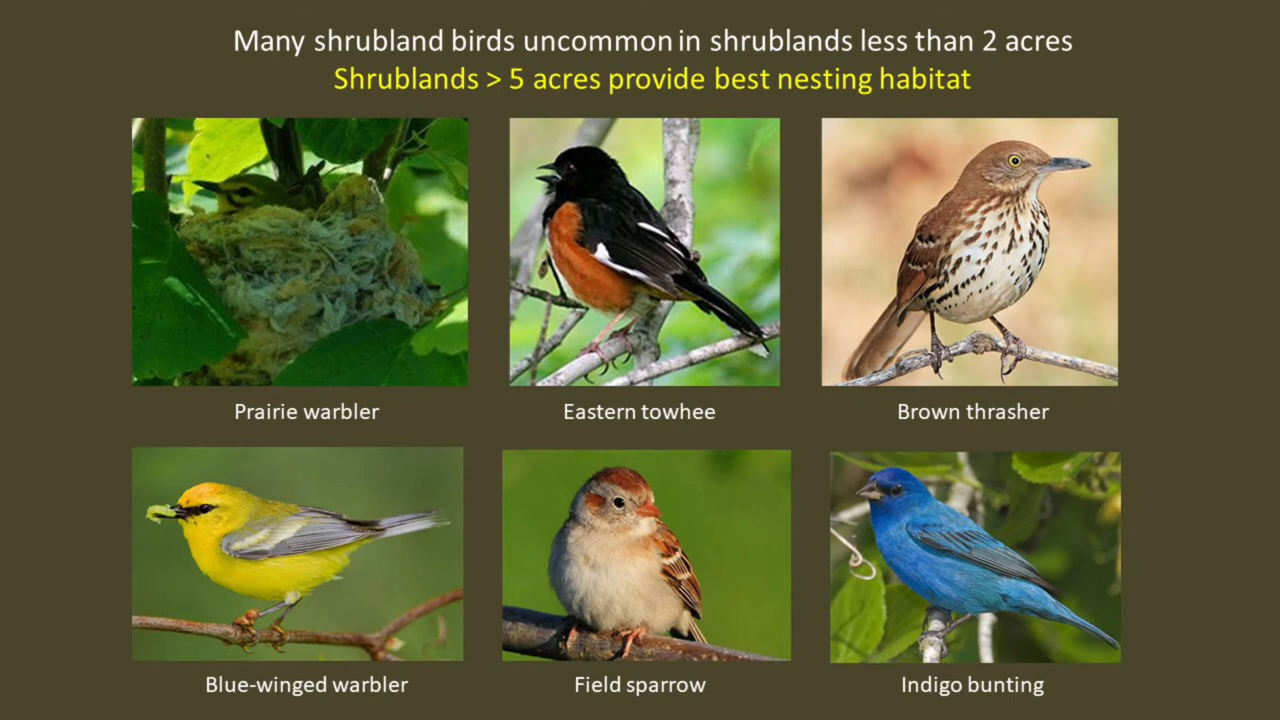 Many shrubland birds uncommon in shrublands less than 2 acres
Shrublands > 5 acres provide best nesting habitat
Prairie warbler
Eastern towhee
Brown thrasher
Blue-winged warbler
Field sparrow
Indigo bunting